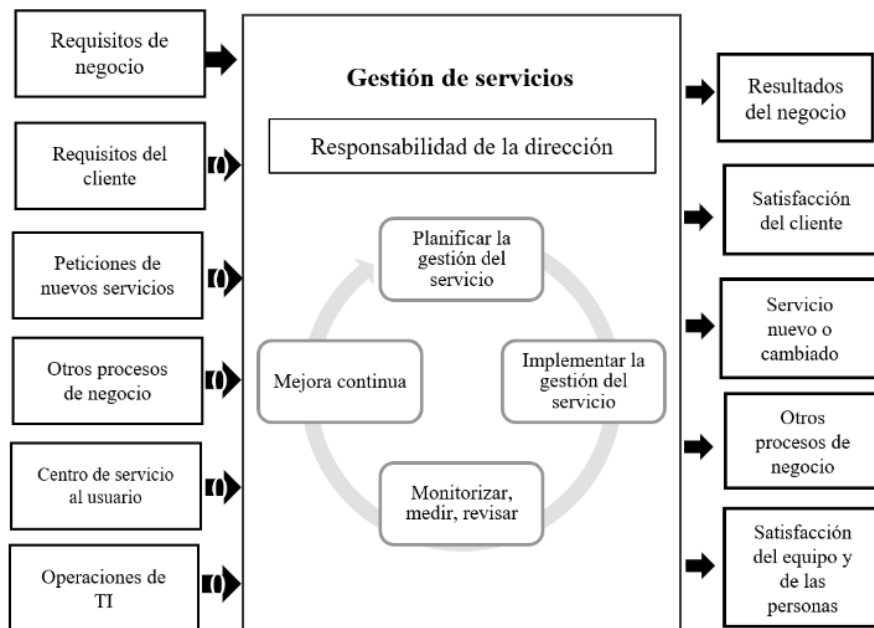 Requisitos de
negocio
Requisitos del
cliente
Peticiones de
nuevos servicios
Otros procesos
de negocio
Centro de servicio
al usuario
Operaciones de
TI
Gestión de servicios
Responsabilidad de la dirección
Planificar la
gestión del
servicio
Implementar la
gestión del
servicio
Monitorizar,
medir, revisar
Mejora continua
Resultados
del negocio
Satisfacción
del cliente
Servicio
nuevo o
cambiado
Otros
procesos de
negocio
Satisfacción
del equipo y
de las
personas